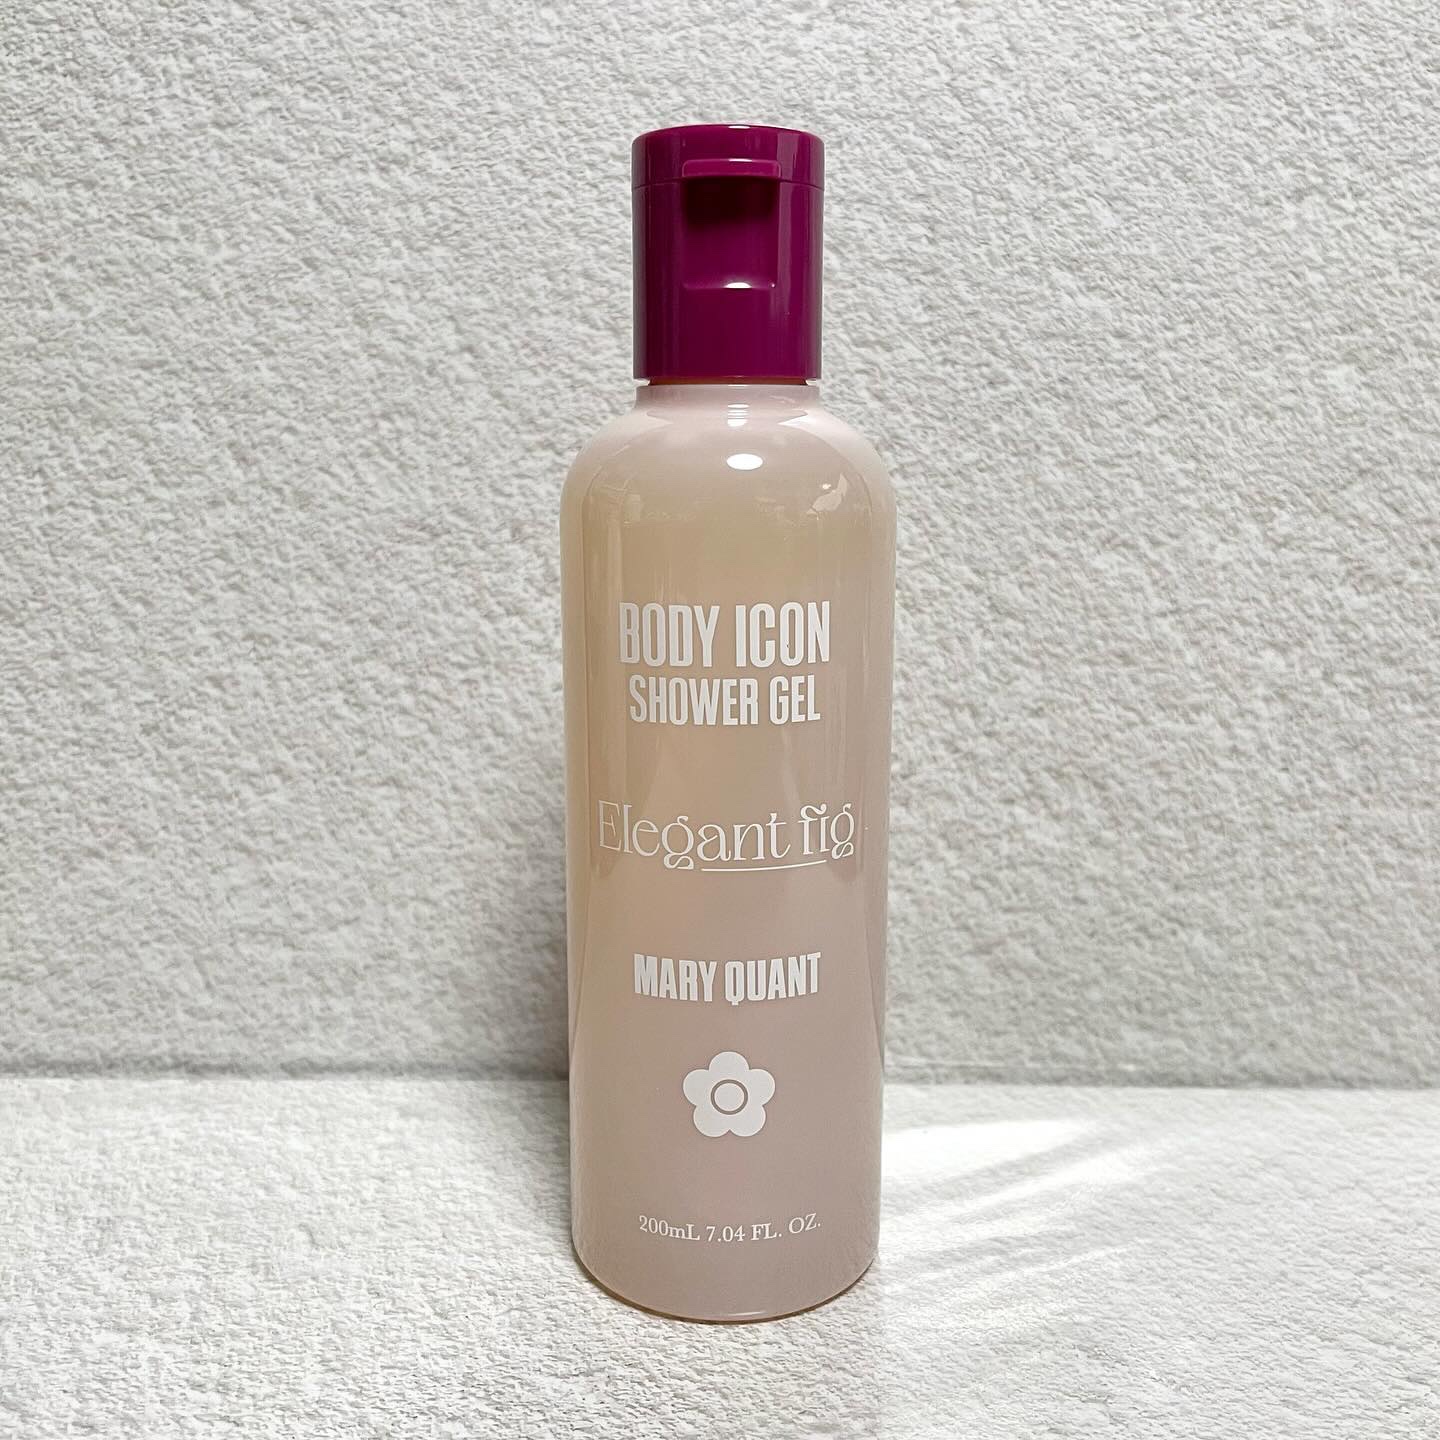 BODY ICON
SHOWER GEL
Elegant fig
MARY QUANT
200mL 7.04 FL. OZ.